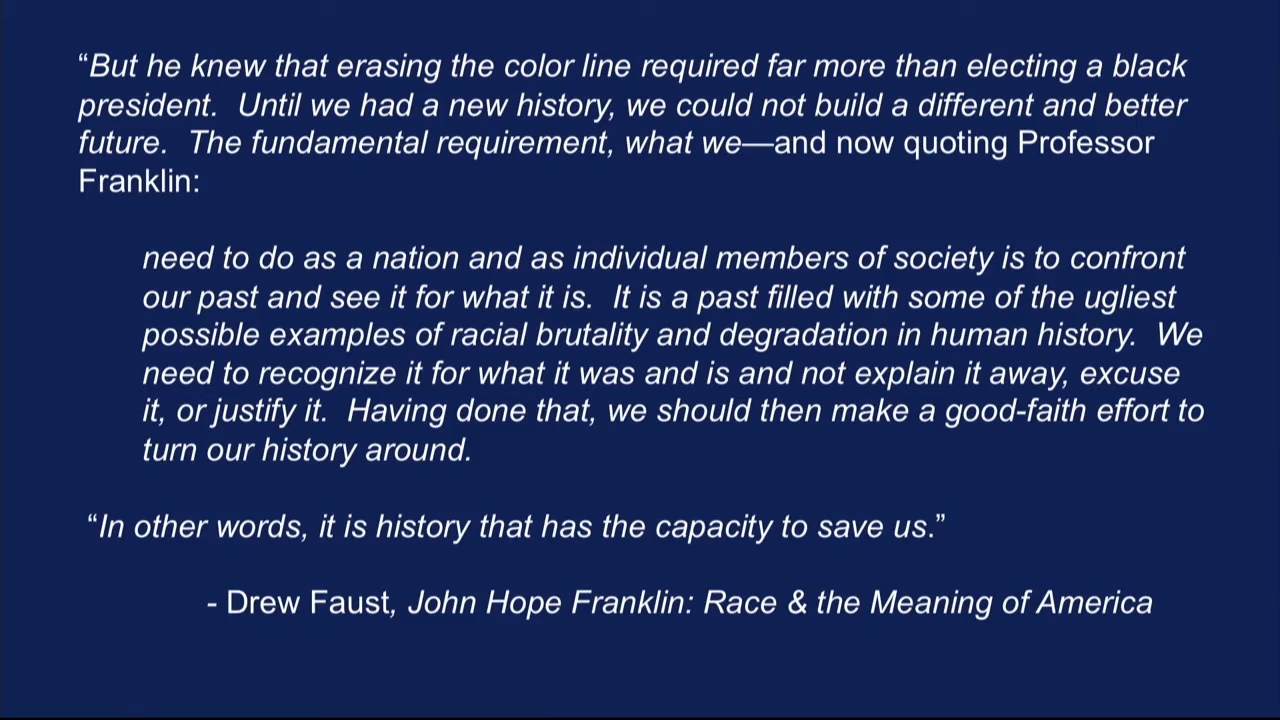 “But he knew that erasing the color line required far more than electing a black
president.  Until we had a new history, we could not build a different and better
future.  The fundamental requirement, what we—and now quoting Professor
Franklin:
need to do as a nation and as individual members of society is to confront
our past and see it for what it is.  It is a past filled with some of the ugliest
possible examples of racial brutality and degradation in human history.  We
need to recognize it for what it was and is and not explain it away, excuse
it, or justify it.  Having done that, we should then make a good-faith effort to
turn our history around.
“In other words, it is history that has the capacity to save us.”
- Drew Faust, John Hope Franklin: Race & the Meaning of America